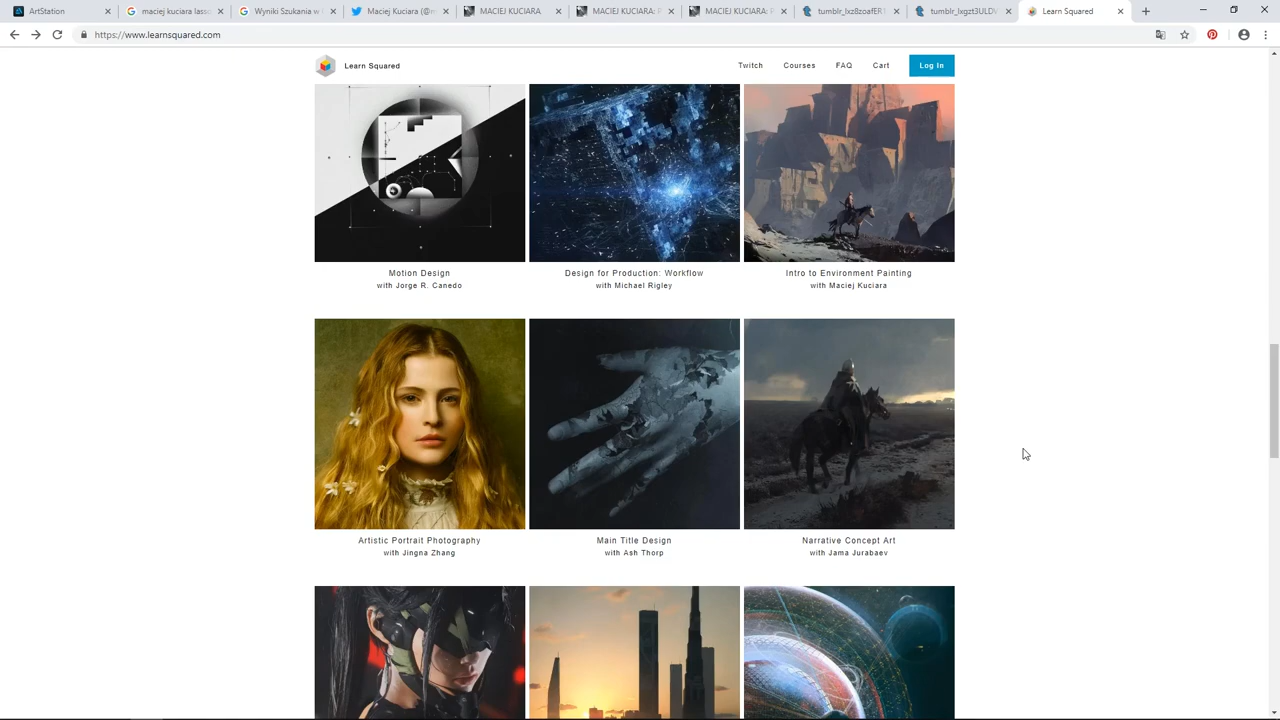 ArtStation
maciej kuciara lasso
Wyniki Szukania w
Maciej Kuciara (@e
MACIEJ KUCIARA
MACIEJ KUCIARA: P
MACIEJ KUCIARA: P
tumblr_lxz8zoafER1
tumblr_lxgzt3ULDV
Learn Squared
https://www.learnsquared.com
Learn Squared
Twitch
Courses
FAQ
Cart
Log In
Motion Design
with Jorge R. Canedo
Design for Production: Workflow
with Michael Rigley
Intro to Environment Painting
with Maciej Kuciara
Artistic Portrait Photography
with Jingna Zhang
Main Title Design
with Ash Thorp
Narrative Concept Art
with Jama Jurabaev